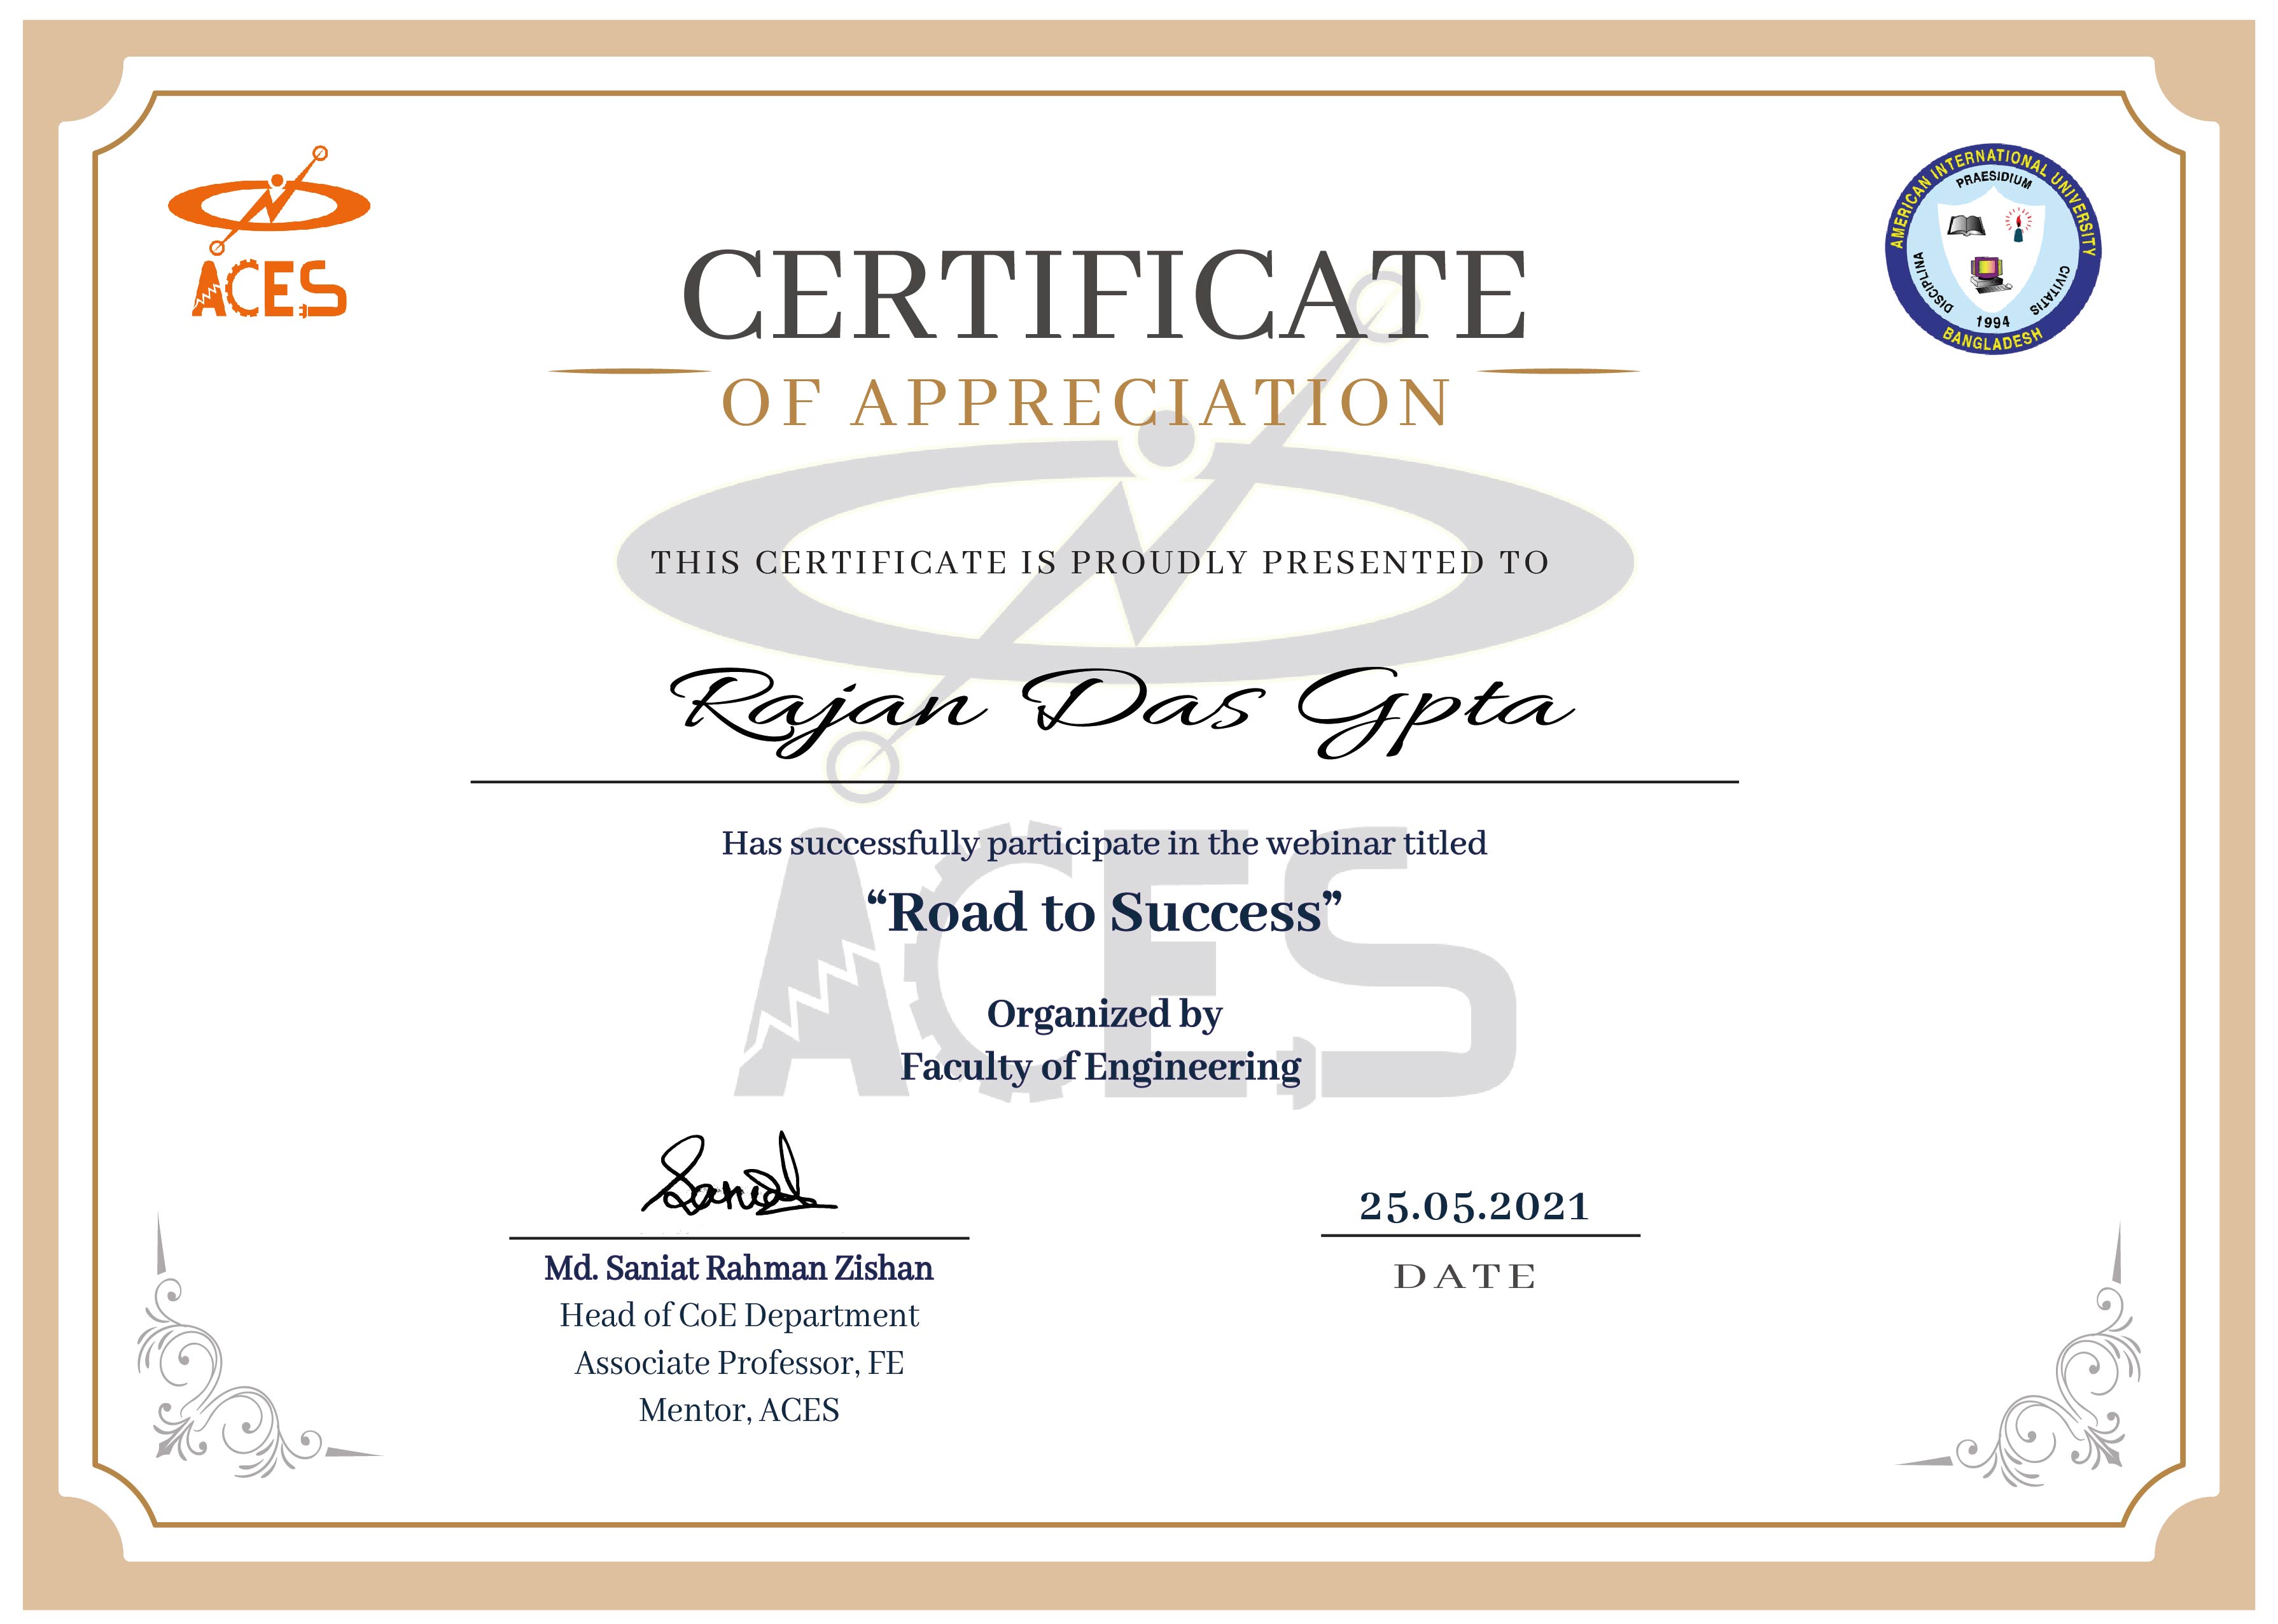 ACES
AMERICAN INTERNATIONAL UNIVERSITY
PRAESIDIUM
DISCIPLINA
CIVITATIS
1994
BANGLADESH
CERTIFICATE
OF APPRECIATION
THIS CERTIFICATE IS PROUDLY PRESENTED TO
Rajan Das Gpta
Has successfully participate in the webinar titled
“Road to Success”
ACES
Organized by
Faculty of Engineering
Saniat
25.05.2021
DATE
Md. Saniat Rahman Zishan
Head of CoE Department
Associate Professor, FE
Mentor, ACES